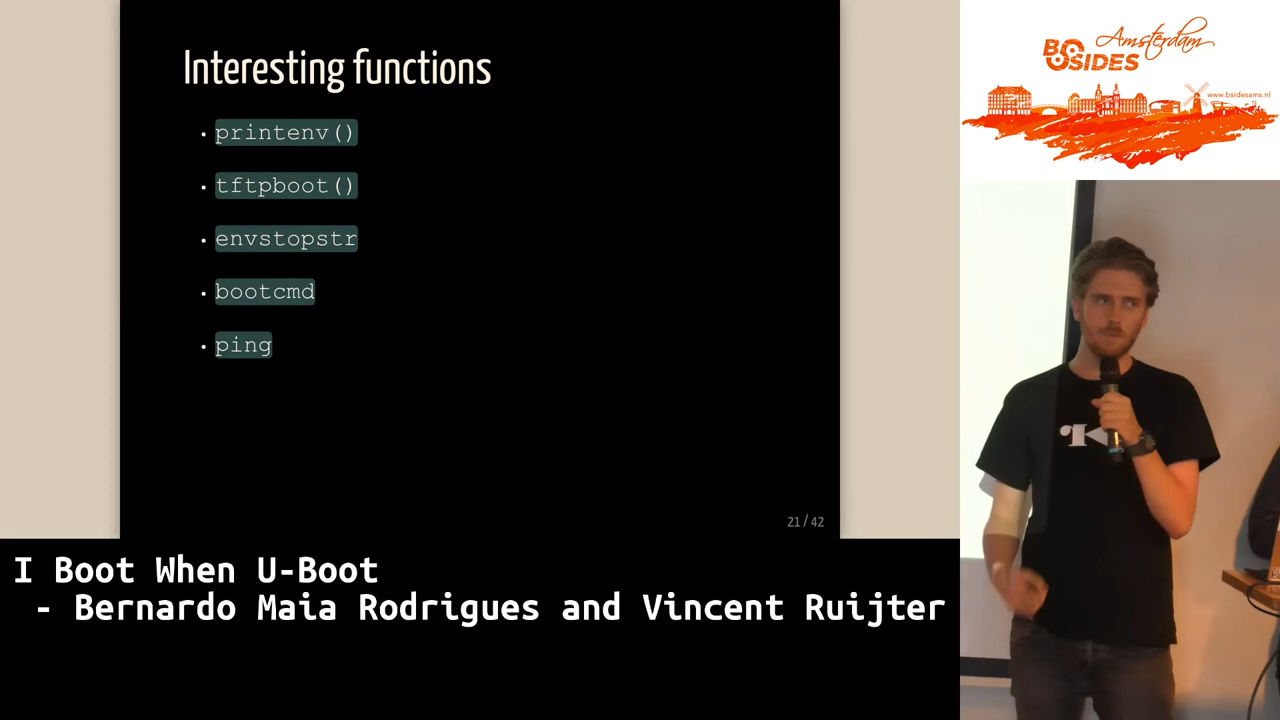 Interesting functions
printenv()
tftpboot()
envstopstr
bootcmd
ping
21 / 42
Amsterdam
BSIDES
www.bsidesams.nl
I Boot When U-Boot
- Bernardo Maia Rodrigues and Vincent Ruijter